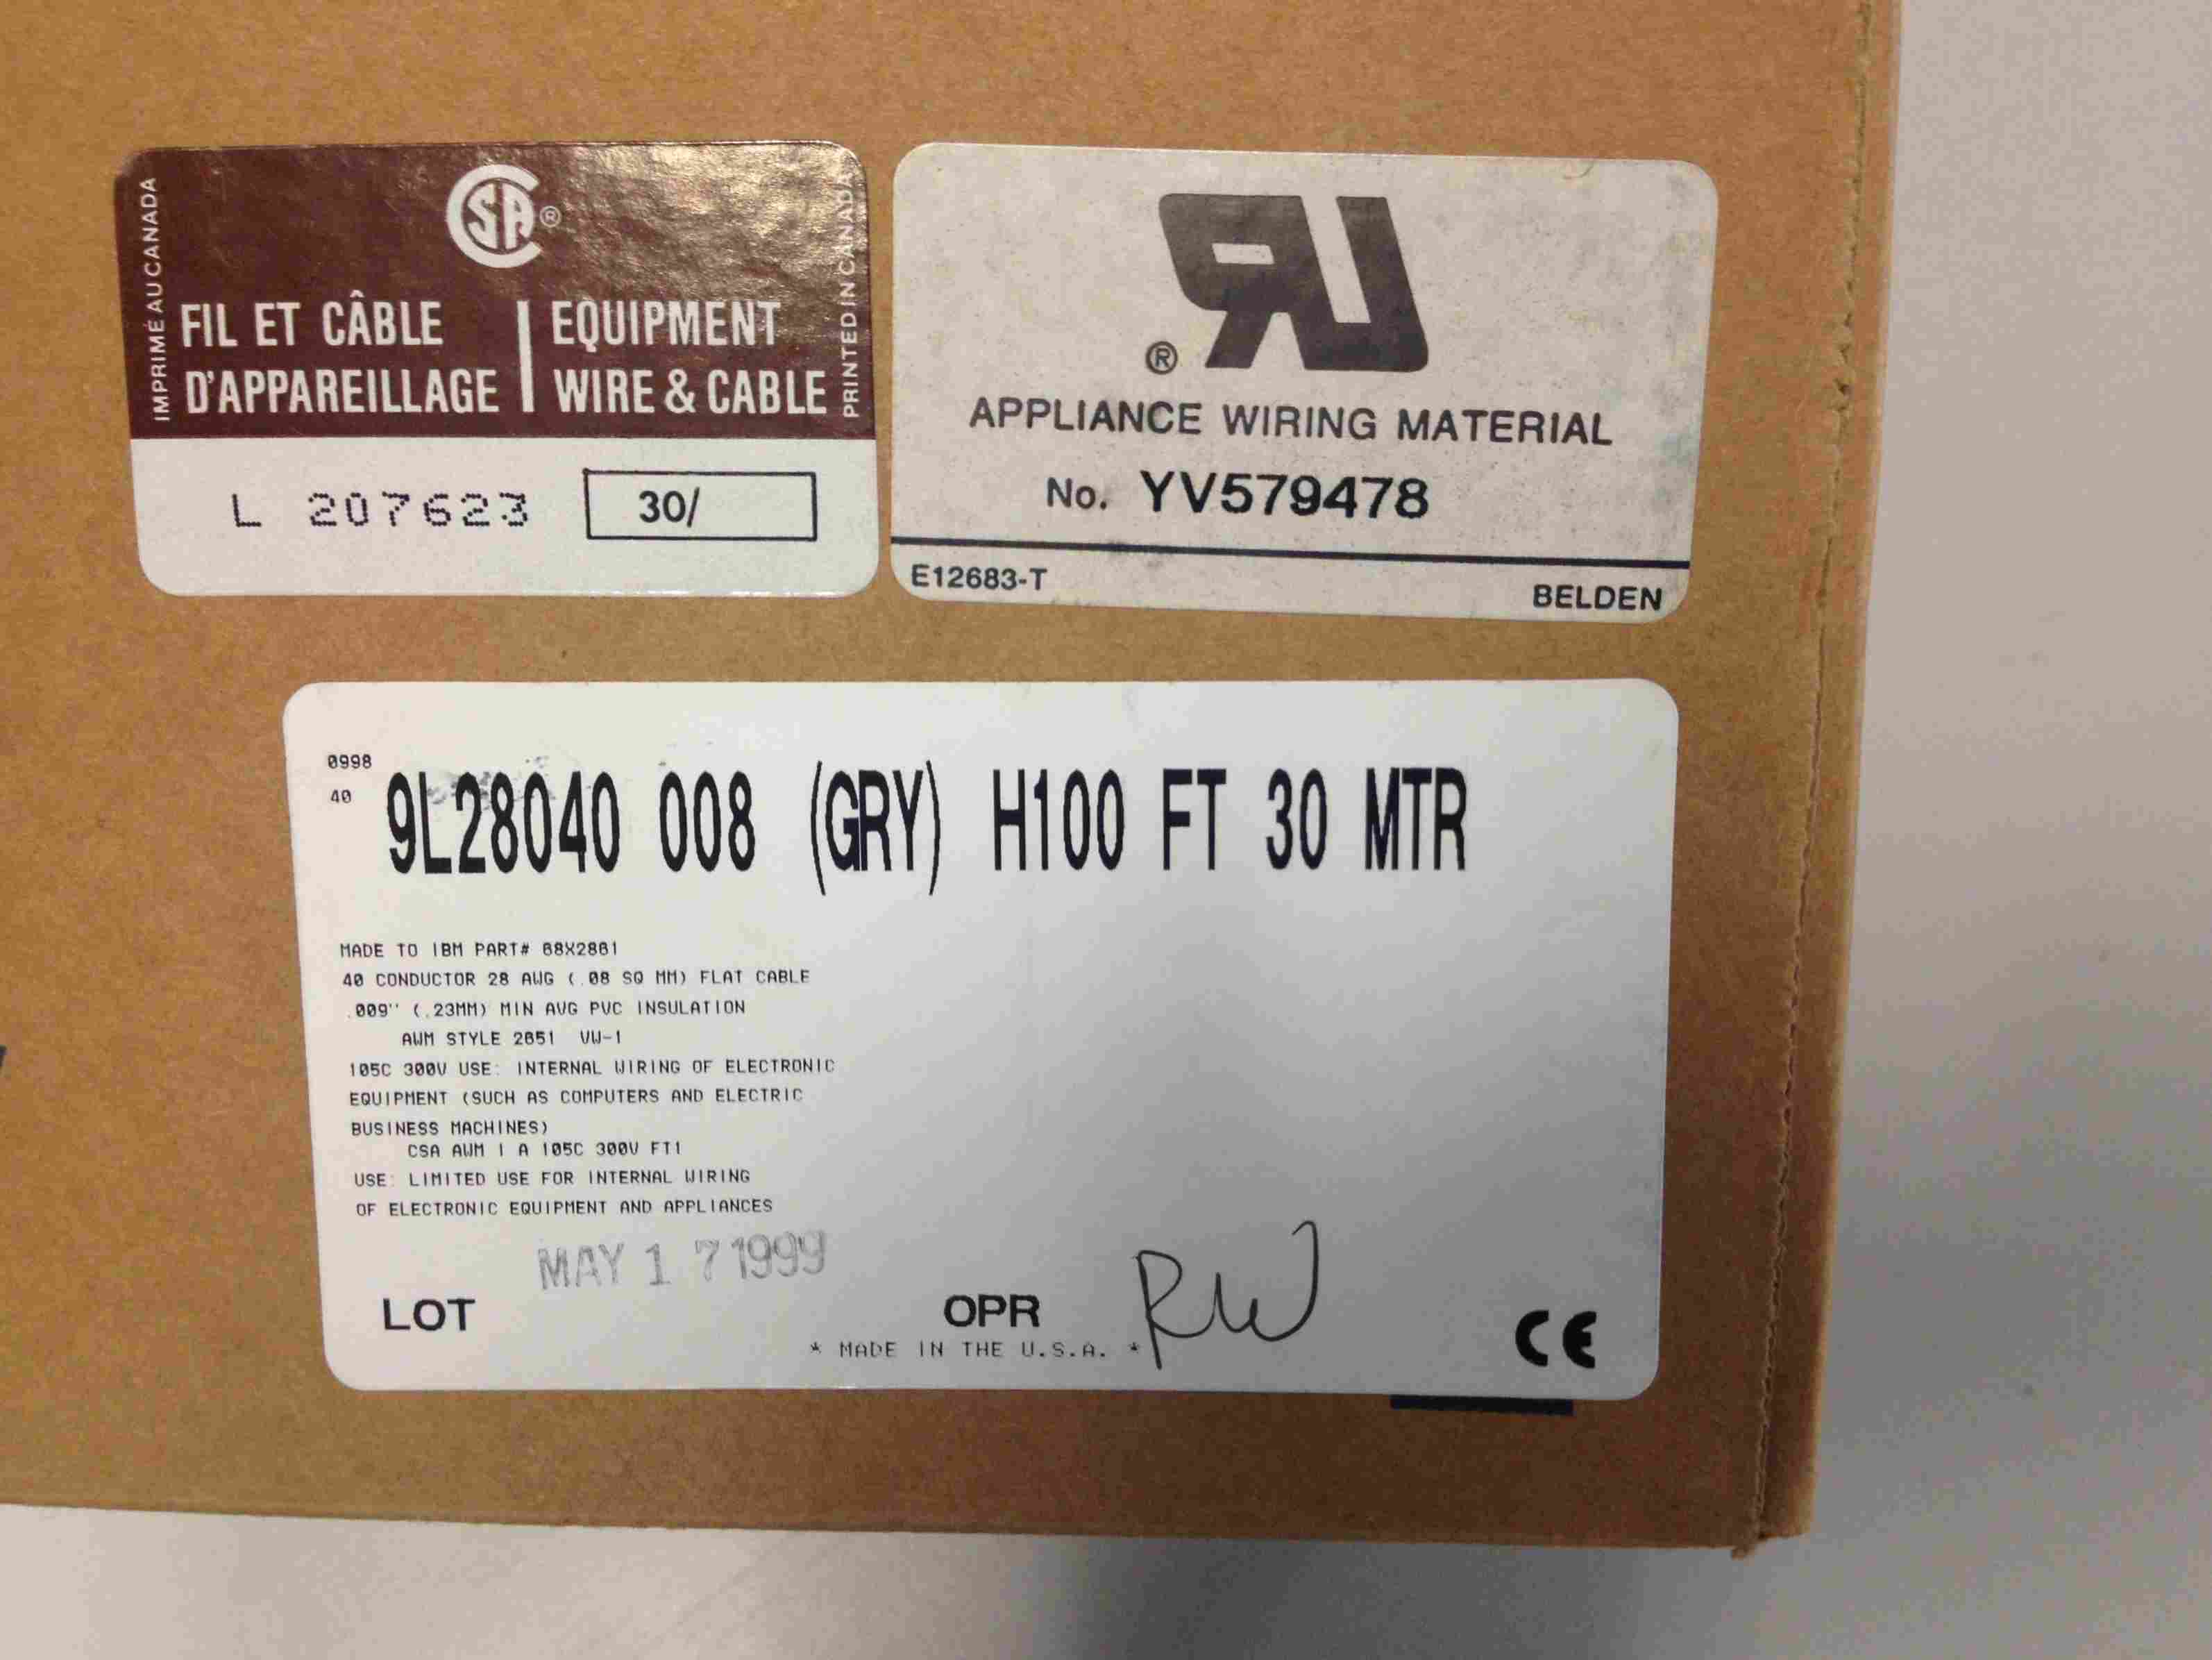 IMPRIMÉ AU CANADA
CSA ®
FIL ET CÂBLE
D'APPAREILLAGE
EQUIPMENT
WIRE & CABLE
PRINTED IN CANADA
L 207623 30/
RU ®
APPLIANCE WIRING MATERIAL
No. YV579478
E12683-T BELDEN
0998
40
9L28040 008 (GRY) H100 FT 30 MTR
MADE TO IBM PART# 68X2861
40 CONDUCTOR 28 AWG (.08 SQ MM) FLAT CABLE
.009'' (.23MM) MIN AVG PVC INSULATION
AWM STYLE 2651 VW-1
105C 300V USE: INTERNAL WIRING OF ELECTRONIC
EQUIPMENT (SUCH AS COMPUTERS AND ELECTRIC
BUSINESS MACHINES)
CSA AWM I A 105C 300V FT1
USE: LIMITED USE FOR INTERNAL WIRING
OF ELECTRONIC EQUIPMENT AND APPLIANCES
MAY 17 1999
LOT OPR RW
* MADE IN THE U.S.A. *
CE